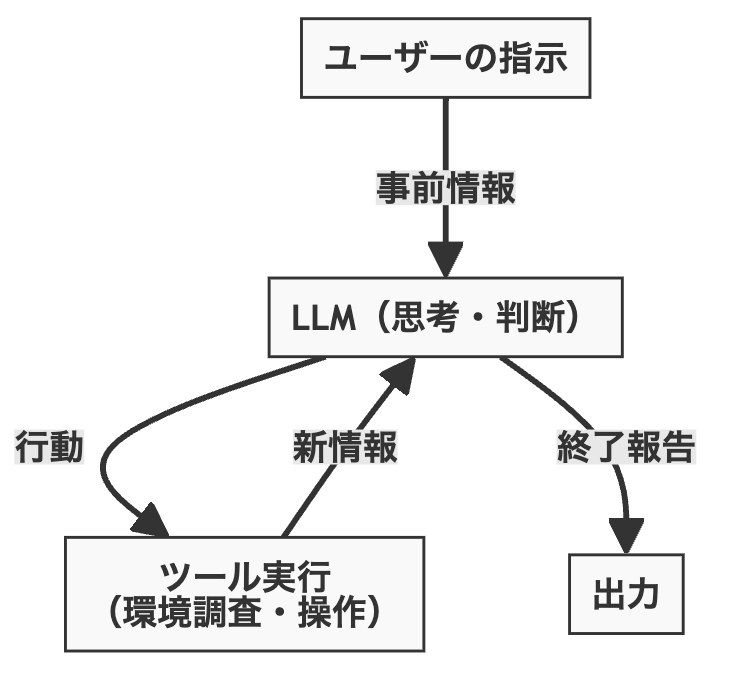 ユーザーの指示
事前情報
LLM（思考・判断）
行動
新情報
終了報告
ツール実行
（環境調査・操作）
出力